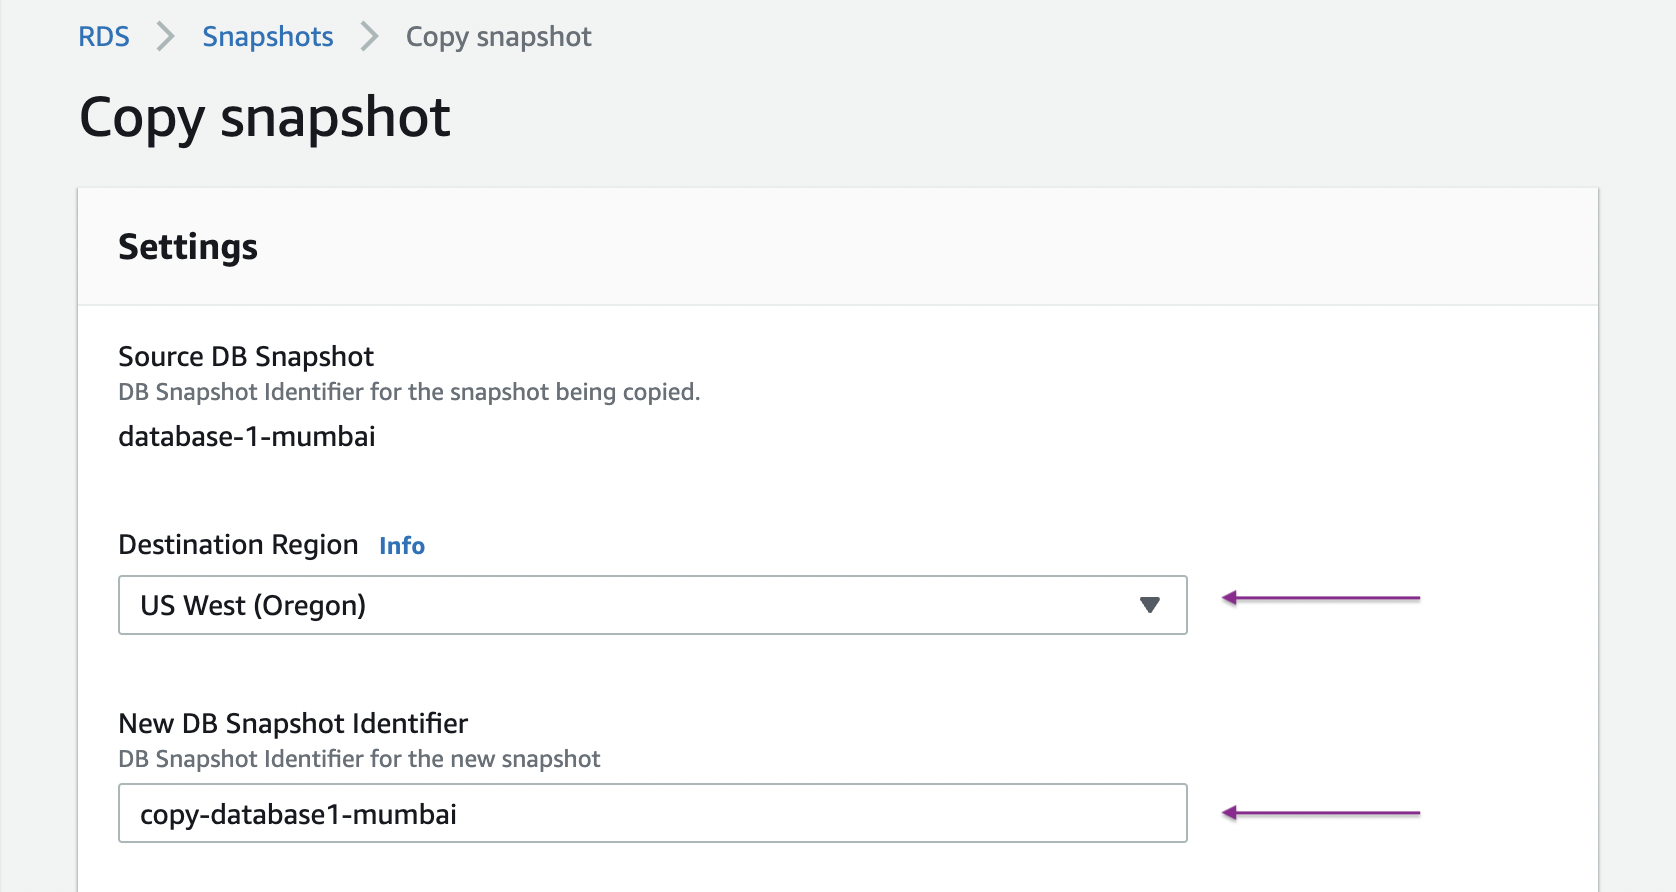 RDS > Snapshots > Copy snapshot
Copy snapshot
Settings
Source DB Snapshot
DB Snapshot Identifier for the snapshot being copied.
database-1-mumbai
Destination Region Info
US West (Oregon)
New DB Snapshot Identifier
DB Snapshot Identifier for the new snapshot
copy-database1-mumbai